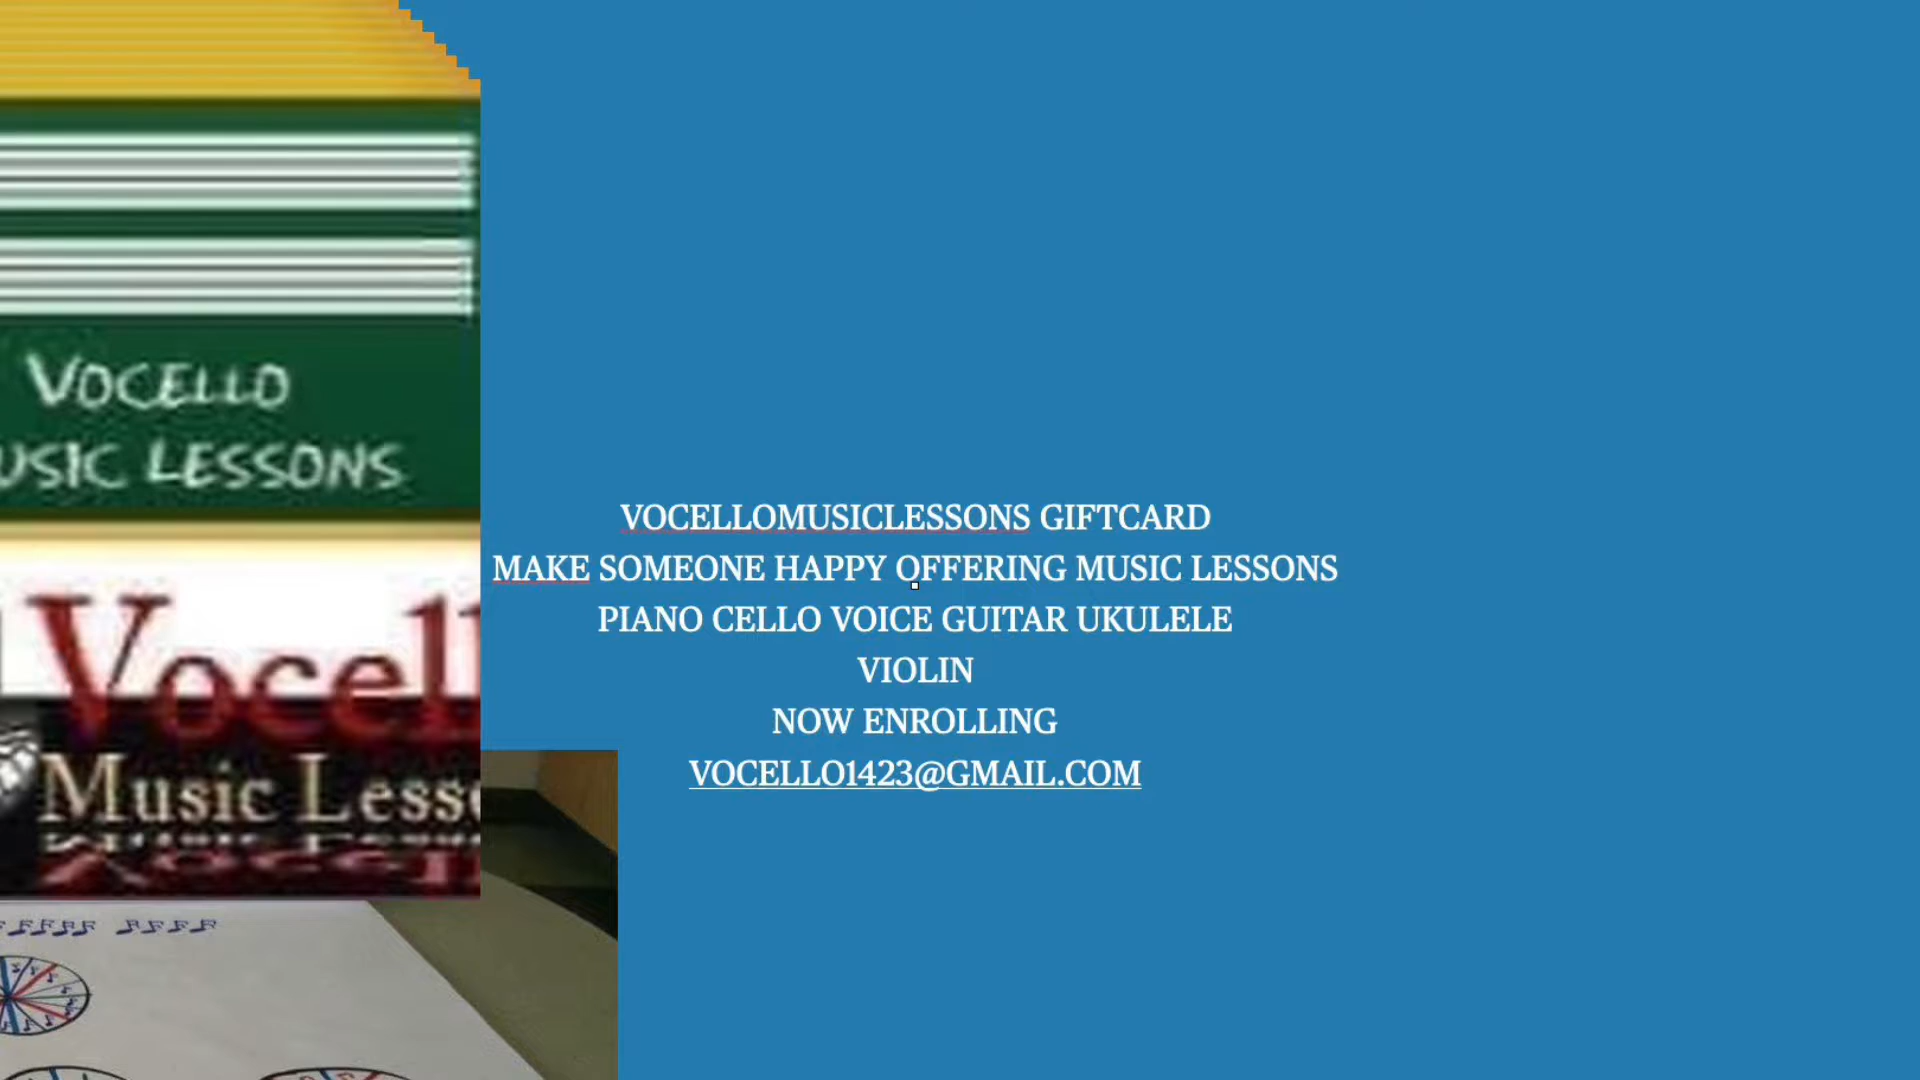 VOCELLO
USIC LESSONS
Vocell
Music Lesso
VOCELLOMUSICLESSONS GIFTCARD
MAKE SOMEONE HAPPY OFFERING MUSIC LESSONS
PIANO CELLO VOICE GUITAR UKULELE
VIOLIN
NOW ENROLLING
VOCELLO1423@GMAIL.COM